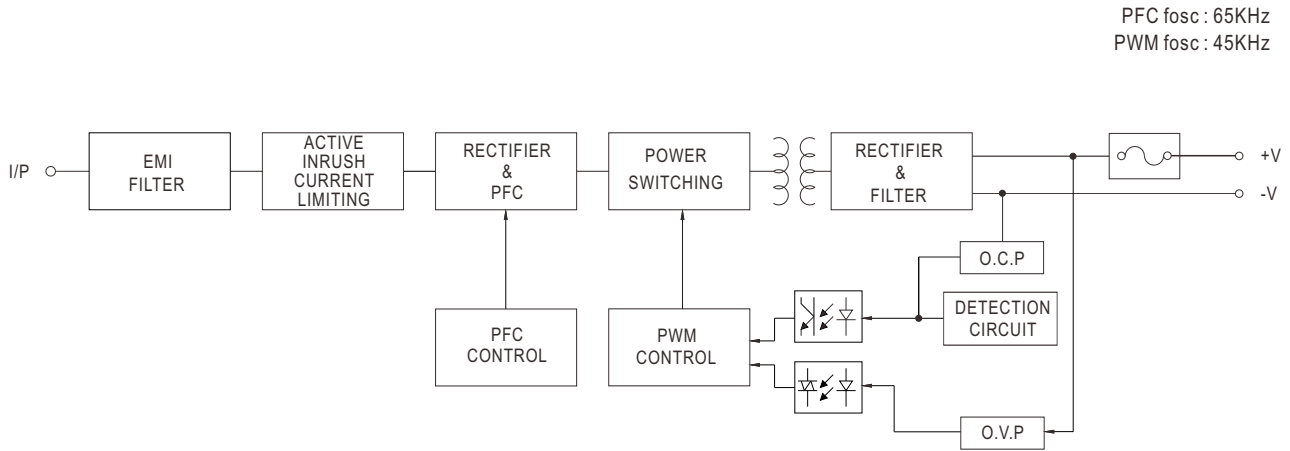 PFC fosc : 65KHz
PWM fosc : 45KHz
I/P
EMI
FILTER
ACTIVE
INRUSH
CURRENT
LIMITING
RECTIFIER
&
PFC
POWER
SWITCHING
RECTIFIER
&
FILTER
+V
-V
O.C.P
DETECTION
CIRCUIT
PFC
CONTROL
PWM
CONTROL
O.V.P